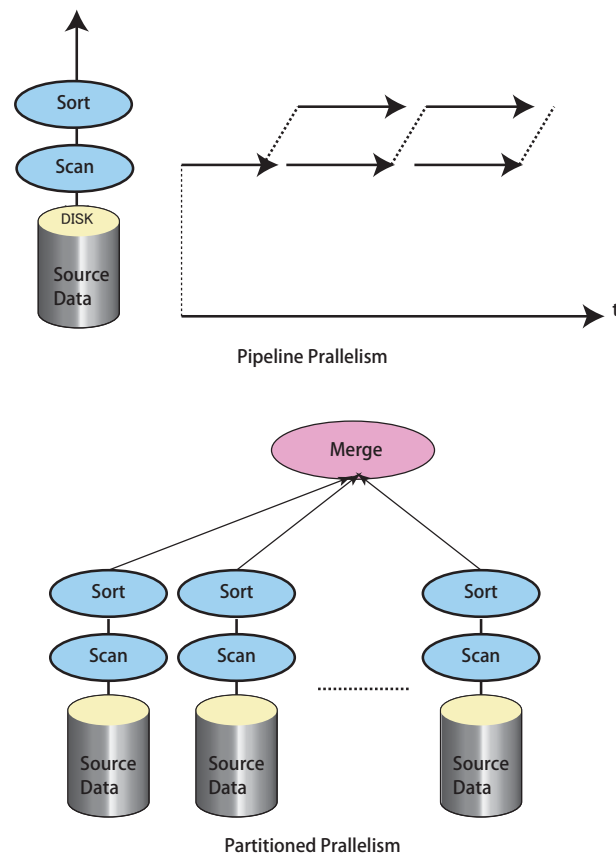 Sort
Scan
DISK
Source
Data
t
Pipeline Prallelism
Merge
Sort
Sort
Sort
Scan
Scan
Scan
Source
Data
Source
Data
Source
Data
Partitioned Prallelism